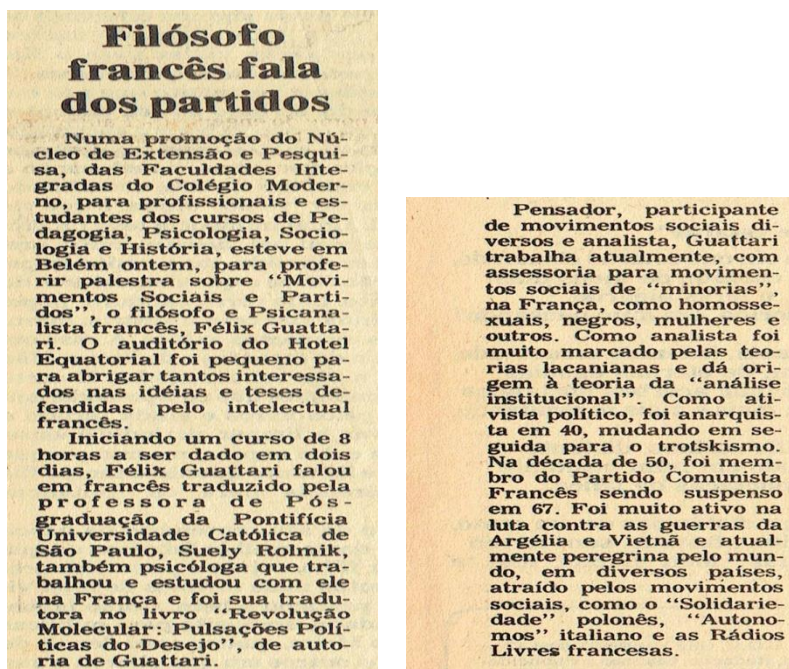 Filósofo
francês fala
dos partidos
Numa promoção do Nú-
cleo de Extensão e Pesqui-
sa, das Faculdades Inte-
gradas do Colégio Moder-
no, para profissionais e es-
tudantes dos cursos de Pe-
dagogia, Psicologia, Socio-
logia e História, esteve em
Belém ontem, para profe-
rir palestra sobre "Movi-
mentos Sociais e Parti-
dos", o filósofo e Psicana-
lista francês, Félix Guatta-
ri. O auditório do Hotel
Equatorial foi pequeno pa-
ra abrigar tantos interessa-
dos nas idéias e teses de-
fendidas pelo intelectual
francês.
Iniciando um curso de 8
horas a ser dado em dois
dias, Félix Guattari falou
em francês traduzido pela
professora de Pós-
graduação da Pontifícia
Universidade Católica de
São Paulo, Suely Rolmik,
também psicóloga que tra-
balhou e estudou com ele
na França e foi sua tradu-
tora no livro "Revolução
Molecular: Pulsações Polí-
ticas do Desejo", de auto-
ria de Guattari.
Pensador, participante
de movimentos sociais di-
versos e analista, Guattari
trabalha atualmente, com
assessoria para movimen-
tos sociais de "minorias",
na França, como homosse-
xuais, negros, mulheres e
outros. Como analista foi
muito marcado pelas teo-
rias lacanianas e dá ori-
gem à teoria da "análise
institucional". Como ati-
vista político, foi anarquis-
ta em 40, mudando em se-
guida para o trotskismo.
Na década de 50, foi mem-
bro do Partido Comunista
Francês sendo suspenso
em 67. Foi muito ativo na
luta contra as guerras da
Argélia e Vietnã e atual-
mente peregrina pelo mun-
do, em diversos países,
atraído pelos movimentos
sociais, como o "Solidarie-
dade" polonês, "Autono-
mos" italiano e as Rádios
Livres francesas.